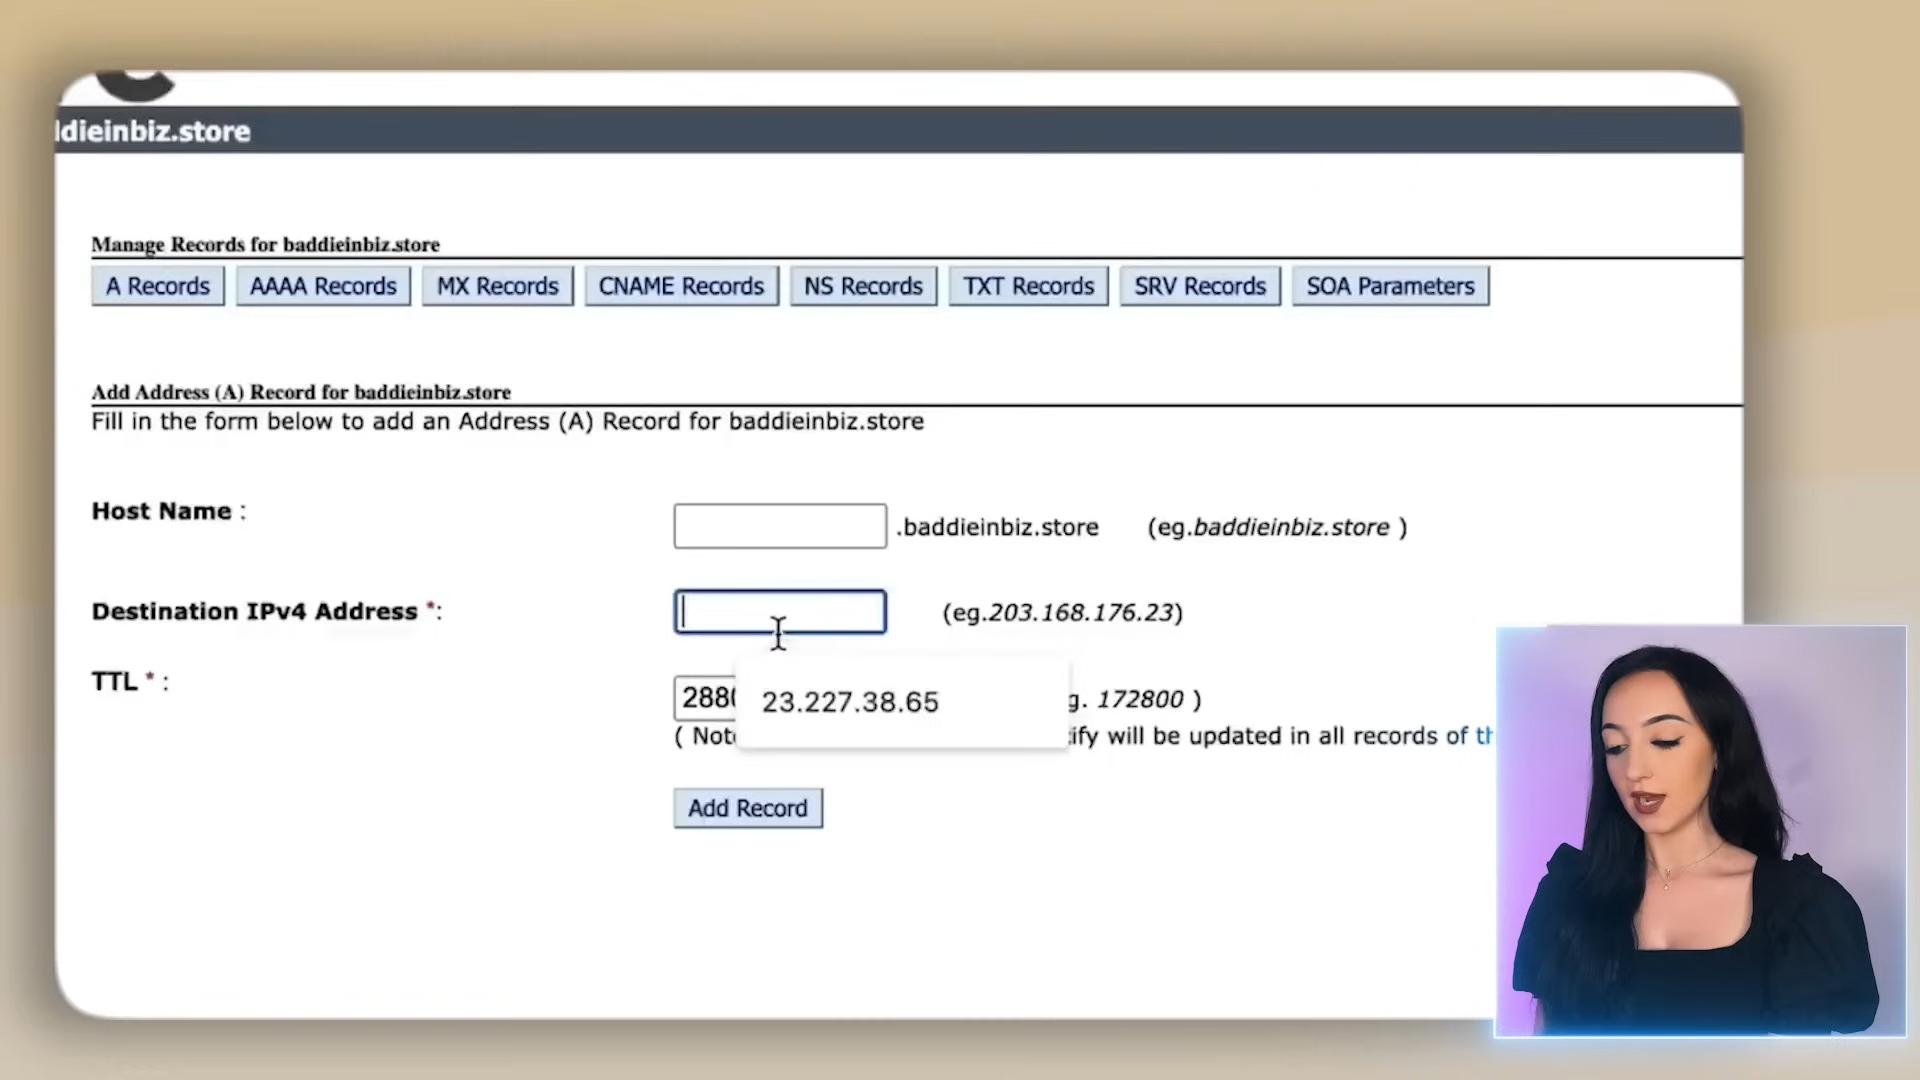 ldieinbiz.store
Manage Records for baddieinbiz.store
A Records AAAA Records MX Records CNAME Records NS Records TXT Records SRV Records SOA Parameters
Add Address (A) Record for baddieinbiz.store
Fill in the form below to add an Address (A) Record for baddieinbiz.store
Host Name :
.baddieinbiz.store (eg.baddieinbiz.store )
Destination IPv4 Address *:
(eg.203.168.176.23)
TTL * :
288 23.227.38.65 g. 172800 )
( Not ify will be updated in all records of th
Add Record